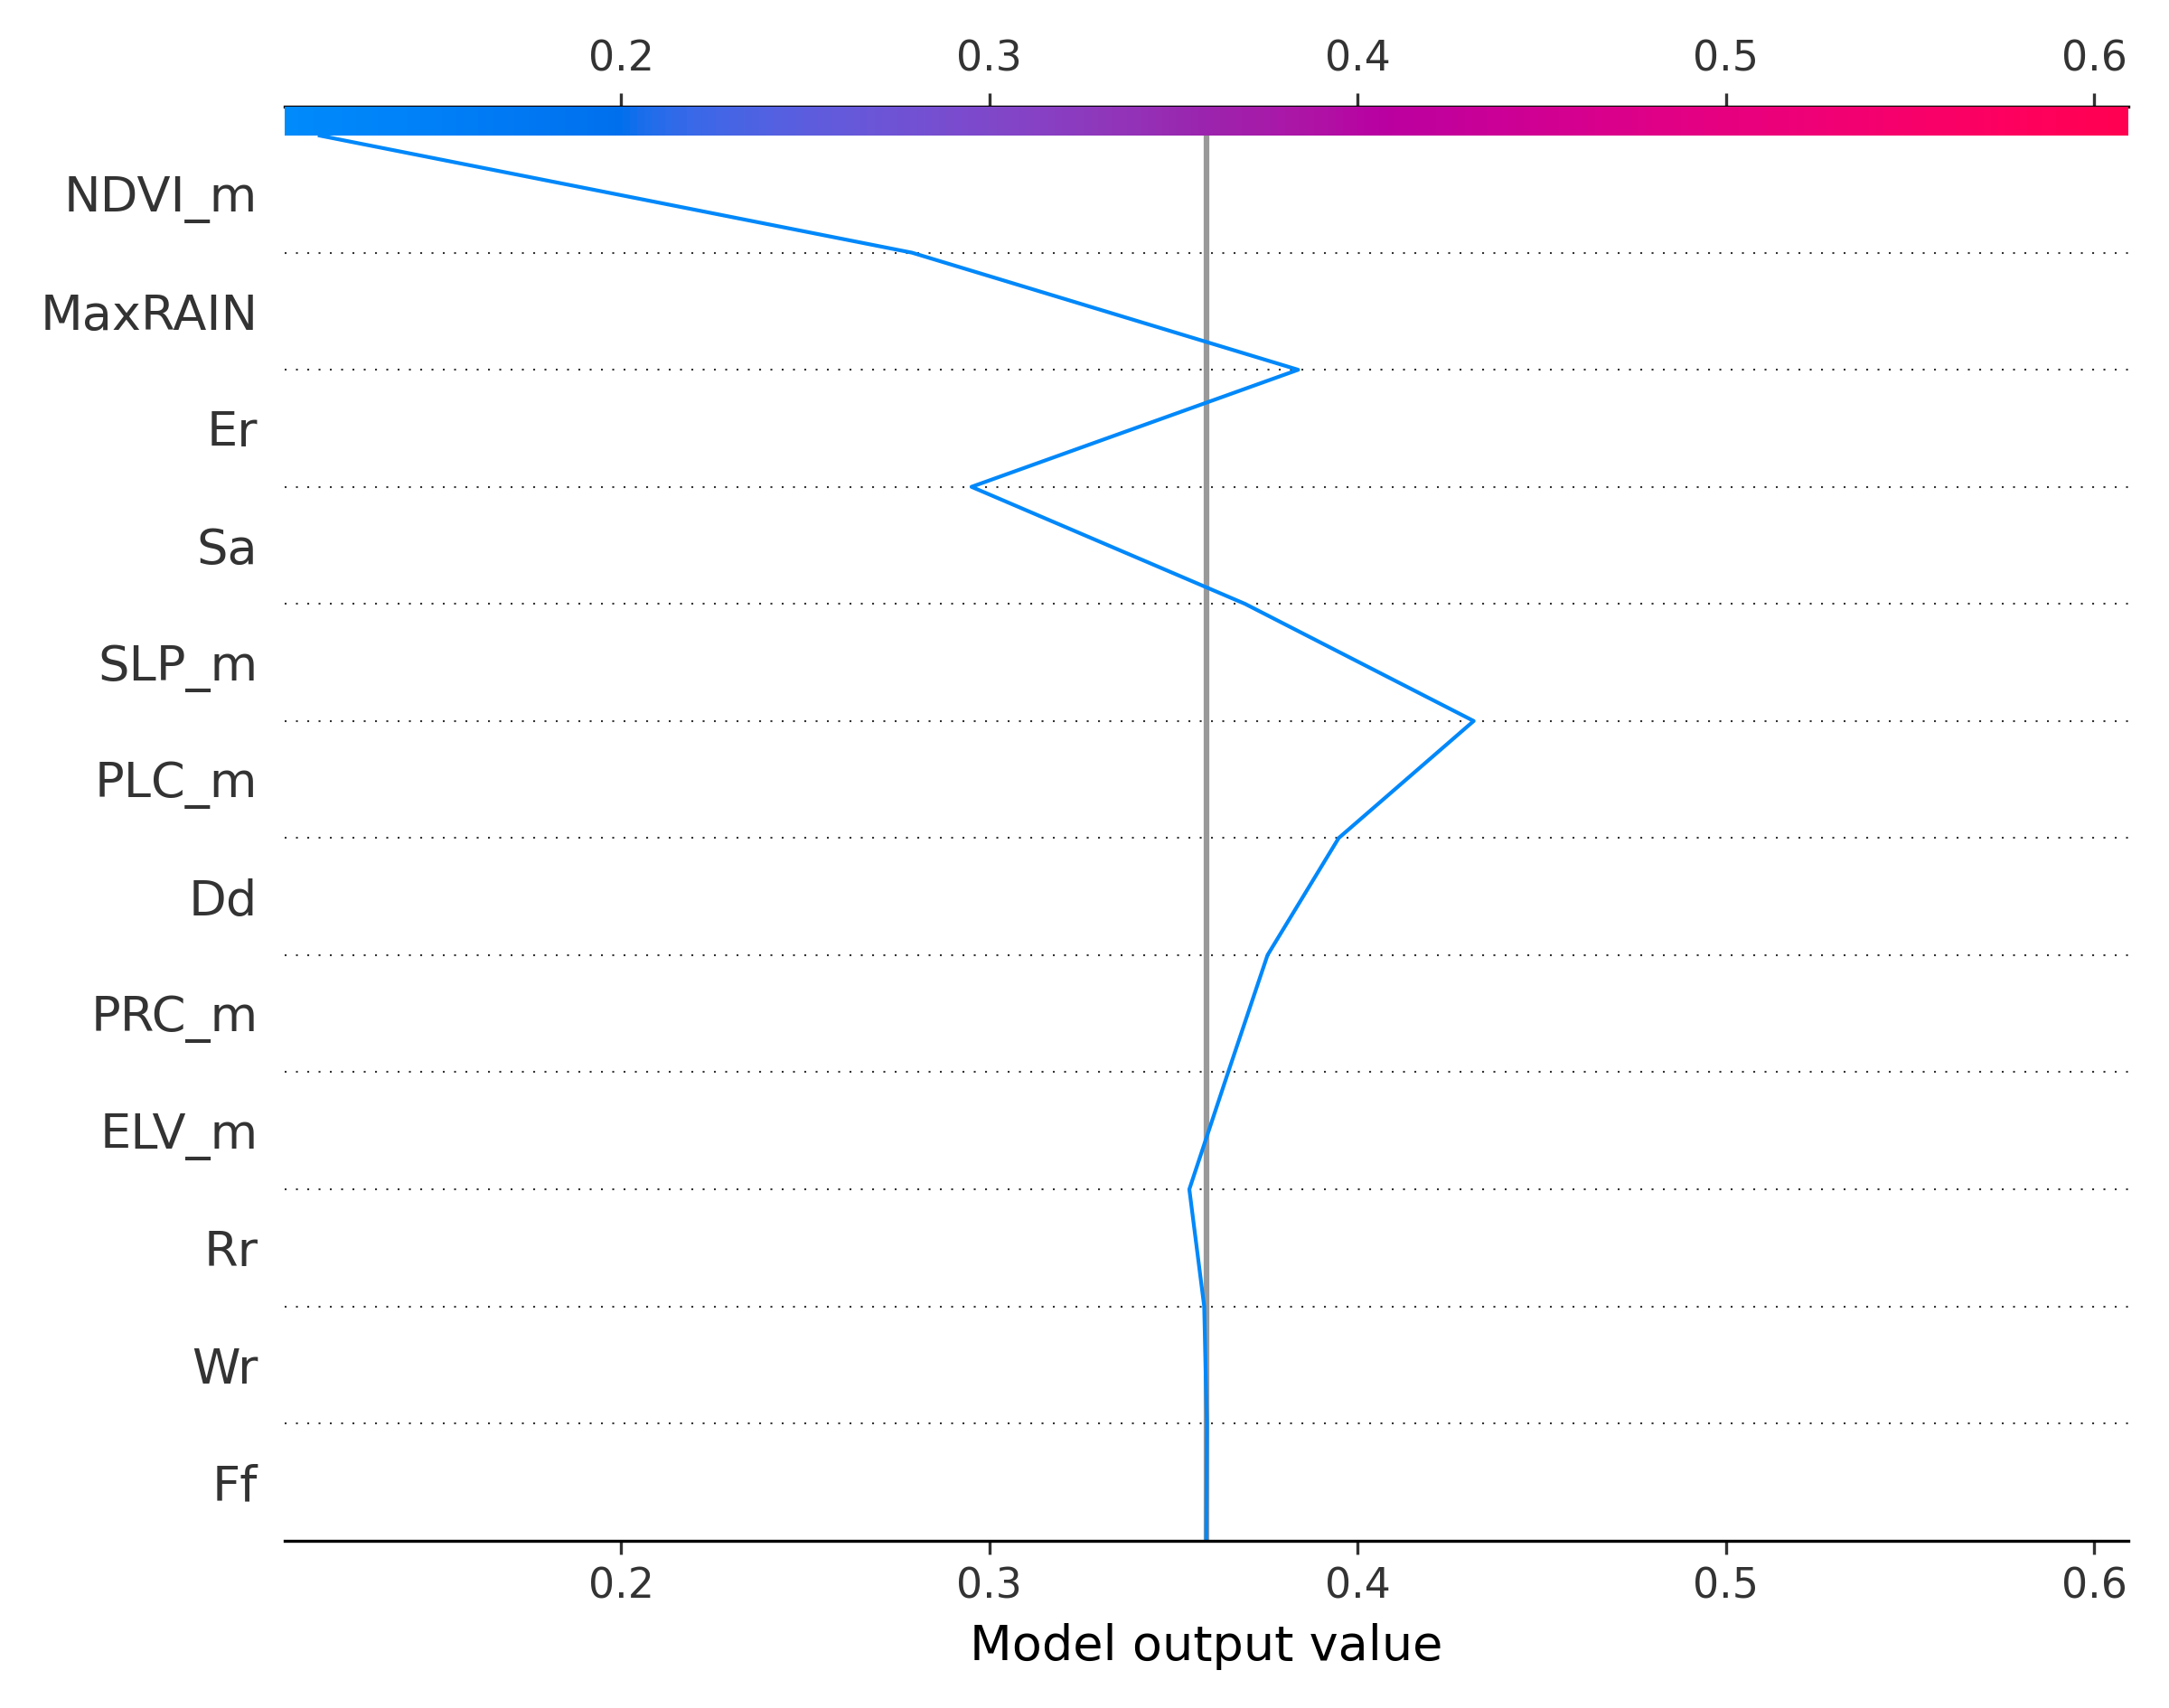 0.2 0.3 0.4 0.5 0.6
NDVI_m
MaxRAIN
Er
Sa
SLP_m
PLC_m
Dd
PRC_m
ELV_m
Rr
Wr
Ff
0.2 0.3 0.4 0.5 0.6
Model output value